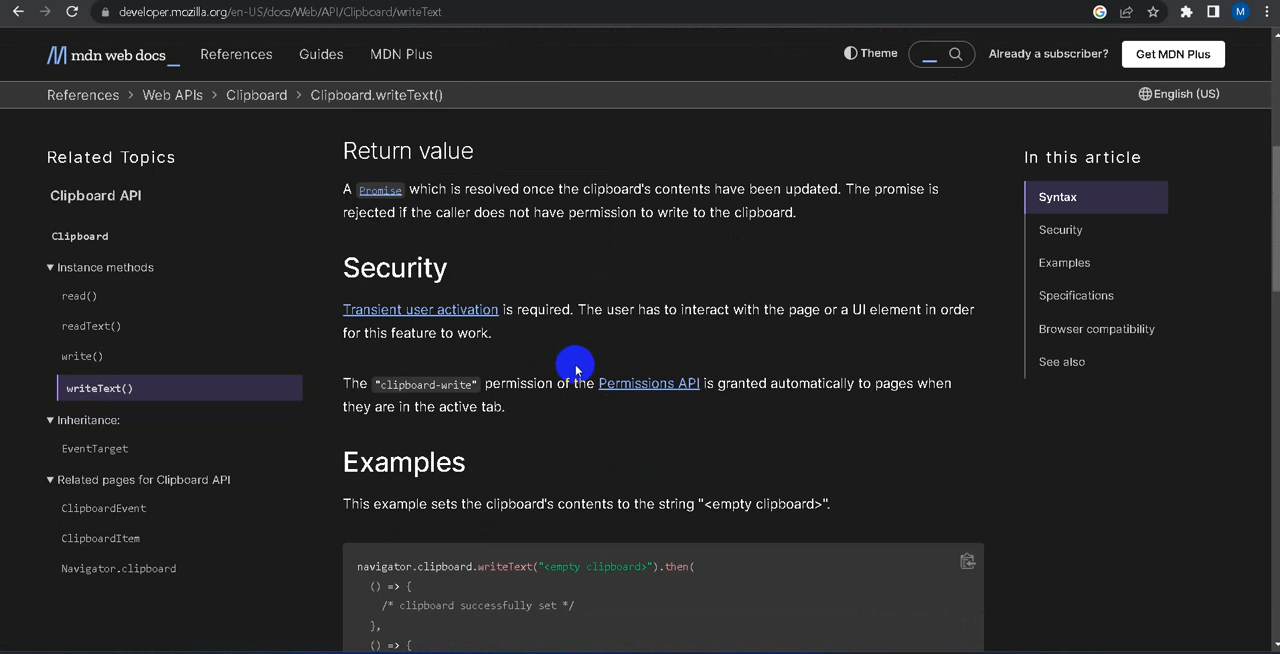 developer.mozilla.org/en-US/docs/Web/API/Clipboard/writeText
M
mdn web docs_
References
Guides
MDN Plus
Theme
Already a subscriber?
Get MDN Plus
References > Web APIs > Clipboard > Clipboard.writeText()
English (US)
Related Topics
Clipboard API
Clipboard
Instance methods
read()
readText()
write()
writeText()
Inheritance:
EventTarget
Related pages for Clipboard API
ClipboardEvent
ClipboardItem
Navigator.clipboard
Return value
A Promise which is resolved once the clipboard's contents have been updated. The promise is
rejected if the caller does not have permission to write to the clipboard.
Security
Transient user activation is required. The user has to interact with the page or a UI element in order
for this feature to work.
The "clipboard-write" permission of the Permissions API is granted automatically to pages when
they are in the active tab.
Examples
This example sets the clipboard's contents to the string "<empty clipboard>".
navigator.clipboard.writeText("<empty clipboard>").then(
() => {
/* clipboard successfully set */
},
() => {
In this article
Syntax
Security
Examples
Specifications
Browser compatibility
See also